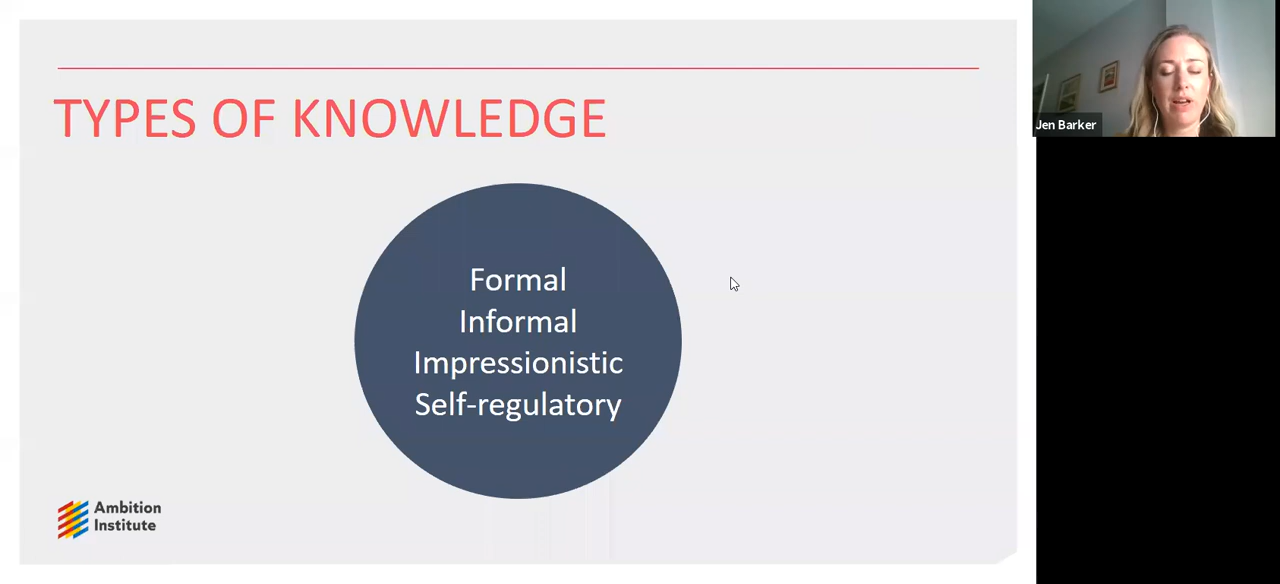 TYPES OF KNOWLEDGE
Formal
Informal
Impressionistic
Self-regulatory
Ambition
Institute
Jen Barker